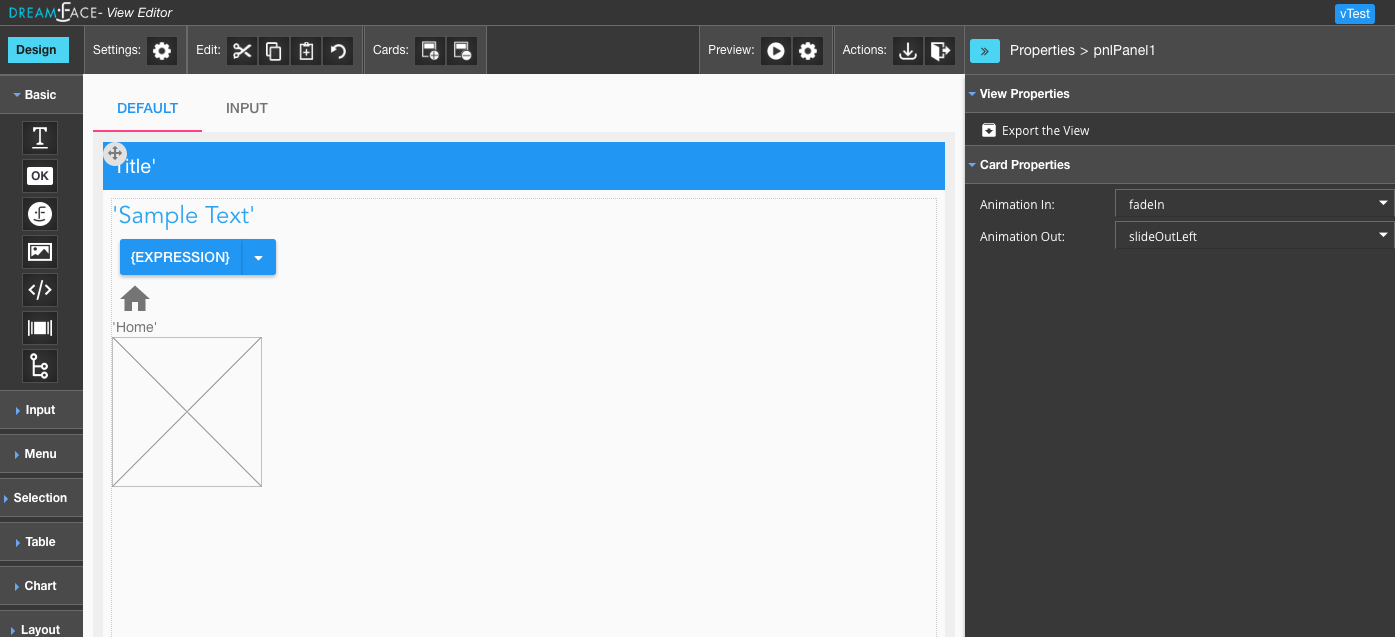 DREAMFACE - View Editor
vTest
Design
Settings:
Edit:
Cards:
Preview:
Actions:
»
Properties > pnlPanel1
Basic
T
OK
</>
Input
Menu
Selection
Table
Chart
Layout
DEFAULT
INPUT
Title'
'Sample Text'
{EXPRESSION}
'Home'
View Properties
Export the View
Card Properties
Animation In:
fadeIn
Animation Out:
slideOutLeft